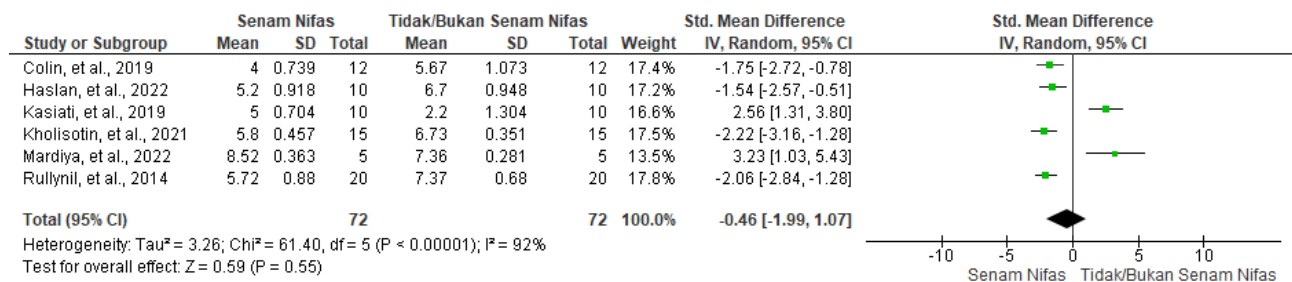 Senam Nifas Tidak/Bukan Senam Nifas Std. Mean Difference Std. Mean Difference
Study or Subgroup Mean SD Total Mean SD Total Weight IV, Random, 95% CI IV, Random, 95% CI
Colin, et al., 2019 4 0.739 12 5.67 1.073 12 17.4% -1.75 [-2.72, -0.78]
Haslan, et al., 2022 5.2 0.918 10 6.7 0.948 10 17.2% -1.54 [-2.57, -0.51]
Kasiati, et al., 2019 5 0.704 10 2.2 1.304 10 16.6% 2.56 [1.31, 3.80]
Kholisotin, et al., 2021 5.8 0.457 15 6.73 0.351 15 17.5% -2.22 [-3.16, -1.28]
Mardiya, et al., 2022 8.52 0.363 5 7.36 0.281 5 13.5% 3.23 [1.03, 5.43]
Rullynil, et al., 2014 5.72 0.88 20 7.37 0.68 20 17.8% -2.06 [-2.84, -1.28]
Total (95% CI) 72 72 100.0% -0.46 [-1.99, 1.07]
Heterogeneity: Tau² = 3.26; Chi² = 61.40, df = 5 (P < 0.00001); I² = 92%
Test for overall effect: Z = 0.59 (P = 0.55)
-10 -5 0 5 10
Senam Nifas Tidak/Bukan Senam Nifas